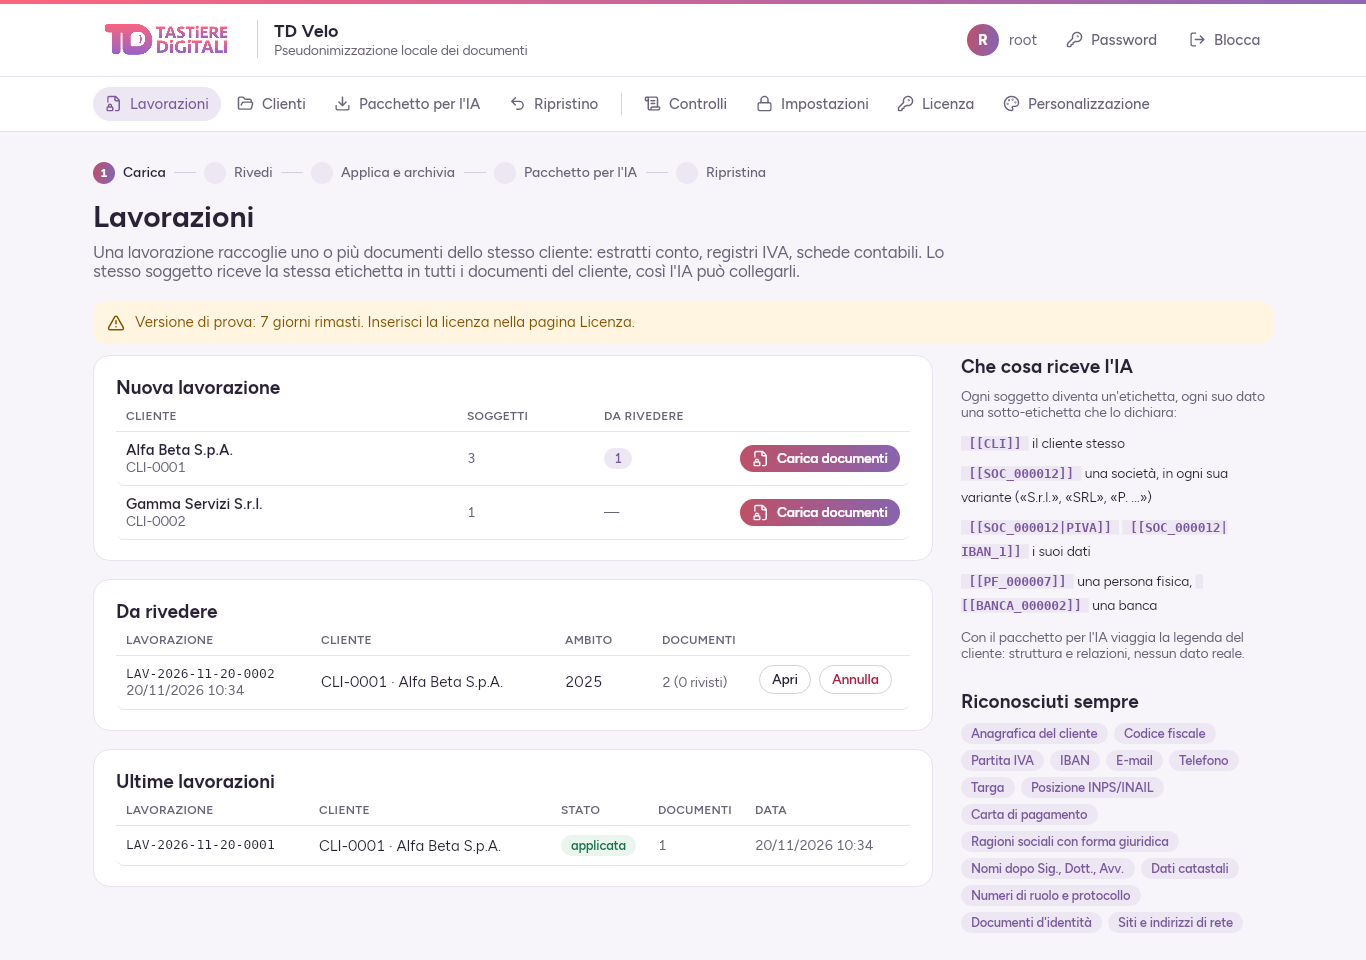 TD TASTIERE DIGITALI
TD Velo
Pseudonimizzazione locale dei documenti
R root Password Blocca
Lavorazioni Clienti Pacchetto per l'IA Ripristino Controlli Impostazioni Licenza Personalizzazione
1 Carica Rivedi Applica e archivia Pacchetto per l'IA Ripristina
Lavorazioni
Una lavorazione raccoglie uno o più documenti dello stesso cliente: estratti conto, registri IVA, schede contabili. Lo
stesso soggetto riceve la stessa etichetta in tutti i documenti del cliente, così l'IA può collegarli.
Versione di prova: 7 giorni rimasti. Inserisci la licenza nella pagina Licenza.
Nuova lavorazione
CLIENTE SOGGETTI DA RIVEDERE
Alfa Beta S.p.A.
CLI-0001
3 1 Carica documenti
Gamma Servizi S.r.l.
CLI-0002
1 — Carica documenti
Da rivedere
LAVORAZIONE CLIENTE AMBITO DOCUMENTI
LAV-2026-11-20-0002
20/11/2026 10:34
CLI-0001 · Alfa Beta S.p.A. 2025 2 (0 rivisti) Apri Annulla
Ultime lavorazioni
LAVORAZIONE CLIENTE STATO DOCUMENTI DATA
LAV-2026-11-20-0001 CLI-0001 · Alfa Beta S.p.A. applicata 1 20/11/2026 10:34
Che cosa riceve l'IA
Ogni soggetto diventa un'etichetta, ogni suo dato
una sotto-etichetta che lo dichiara:
[[CLI]] il cliente stesso
[[SOC_000012]] una società, in ogni sua
variante («S.r.l.», «SRL», «P. ...»)
[[SOC_000012|PIVA]] [[SOC_000012|
IBAN_1]] i suoi dati
[[PF_000007]] una persona fisica,
[[BANCA_000002]] una banca
Con il pacchetto per l'IA viaggia la legenda del
cliente: struttura e relazioni, nessun dato reale.
Riconosciuti sempre
Anagrafica del cliente Codice fiscale
Partita IVA IBAN E-mail Telefono
Targa Posizione INPS/INAIL
Carta di pagamento
Ragioni sociali con forma giuridica
Nomi dopo Sig., Dott., Avv. Dati catastali
Numeri di ruolo e protocollo
Documenti d'identità Siti e indirizzi di rete